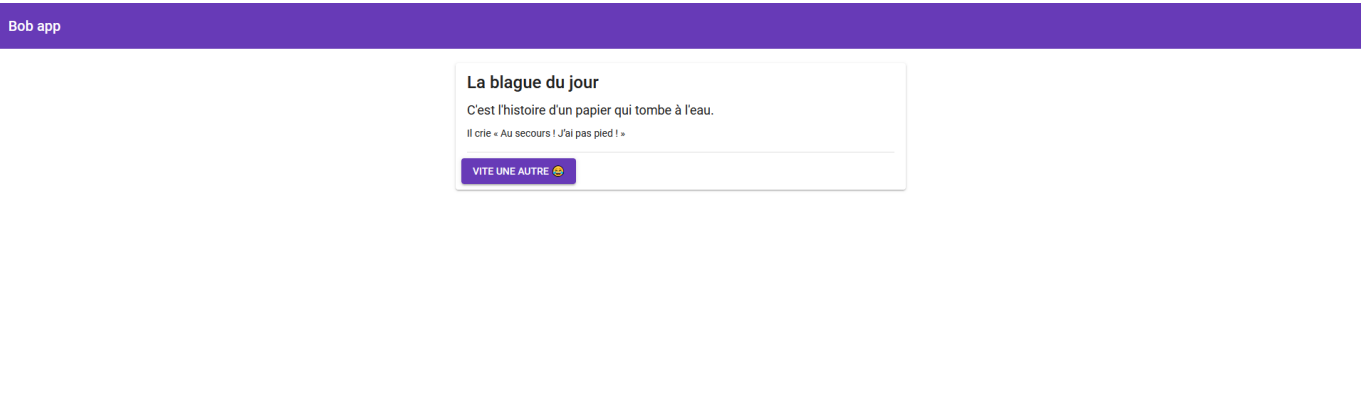 Bob app
La blague du jour
C'est l'histoire d'un papier qui tombe à l'eau.
Il crie « Au secours ! J'ai pas pied ! »
VITE UNE AUTRE 😂